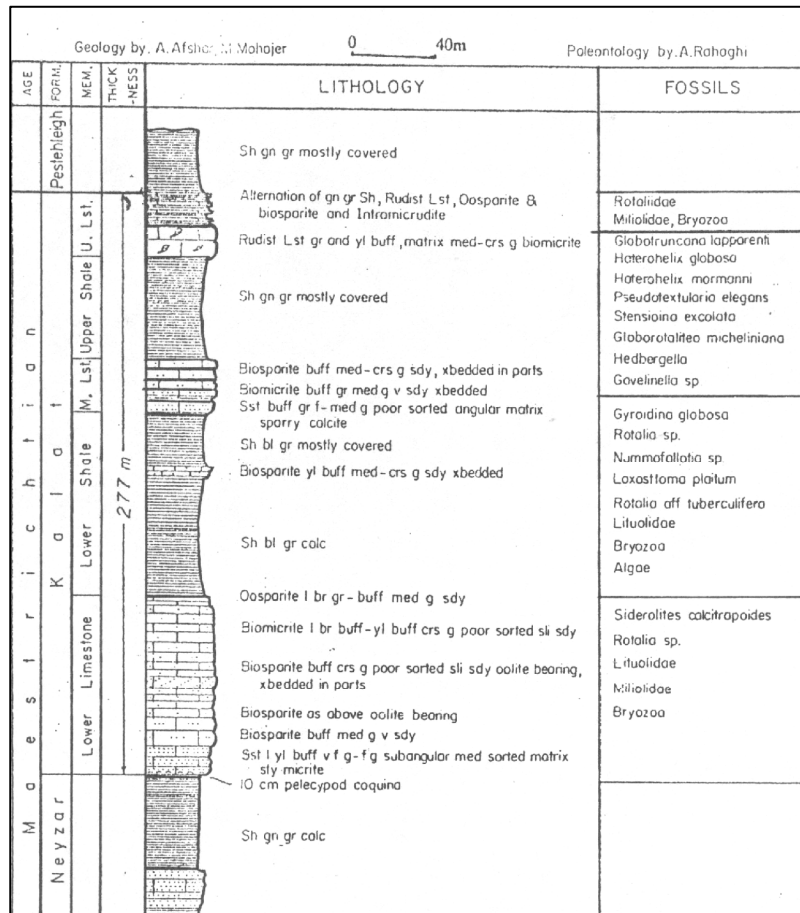 Geology by. A. Afshar, M Mohajer
0 40m
Paleontology by. A. Rahaghi
AGE
FORM.
MEM.
THICK
-NESS
LITHOLOGY
FOSSILS
Pestehleigh
Sh gn gr mostly covered
Maestrichtian
Kalat
U. Lst.
Alternation of gn gr Sh, Rudist Lst, Oosparite &
biosparite and Intramicrudite
Rudist Lst gr and yl buff, matrix med-crs g biomicrite
Rotaliidae
Miliolidae, Bryozoa
Upper Shale
Sh gn gr mostly covered
Globotruncana lapparenti
Haterohelix globosa
Haterohelix mormanni
Pseudotextularia elegans
Stensioina excolata
Globorotalites micheliniana
Hedbergella
Gavelinella sp
M. Lst.
Biosparite buff med-crs g sdy, xbedded in parts
Biomicrite buff gr med g v sdy xbedded
Sst buff gr f-med g poor sorted angular matrix
sparry calcite
Lower Shale
277 m
Sh bl gr mostly covered
Biosparite yl buff med-crs g sdy xbedded
Sh bl gr calc
Gyroidina globosa
Rotalia sp.
Nummofallotia sp
Loxostoma plaitum
Rotalia aff tuberculifera
Lituolidae
Bryozoa
Algae
Lower Limestone
Oosparite l br gr-buff med g sdy
Biomicrite l br buff-yl buff crs g poor sorted sli sdy
Biosparite buff crs g poor sorted sli sdy oolite bearing,
xbedded in parts
Biosparite as above oolite bearing
Biosparite buff med g v sdy
Sst l yl buff v f g-f g subangular med sorted matrix
sly micrite
10 cm pelecypod coquina
Siderolites calcitrapoides
Rotalia sp.
Lituolidae
Miliolidae
Bryozoa
Neyzar
Sh gn gr calc